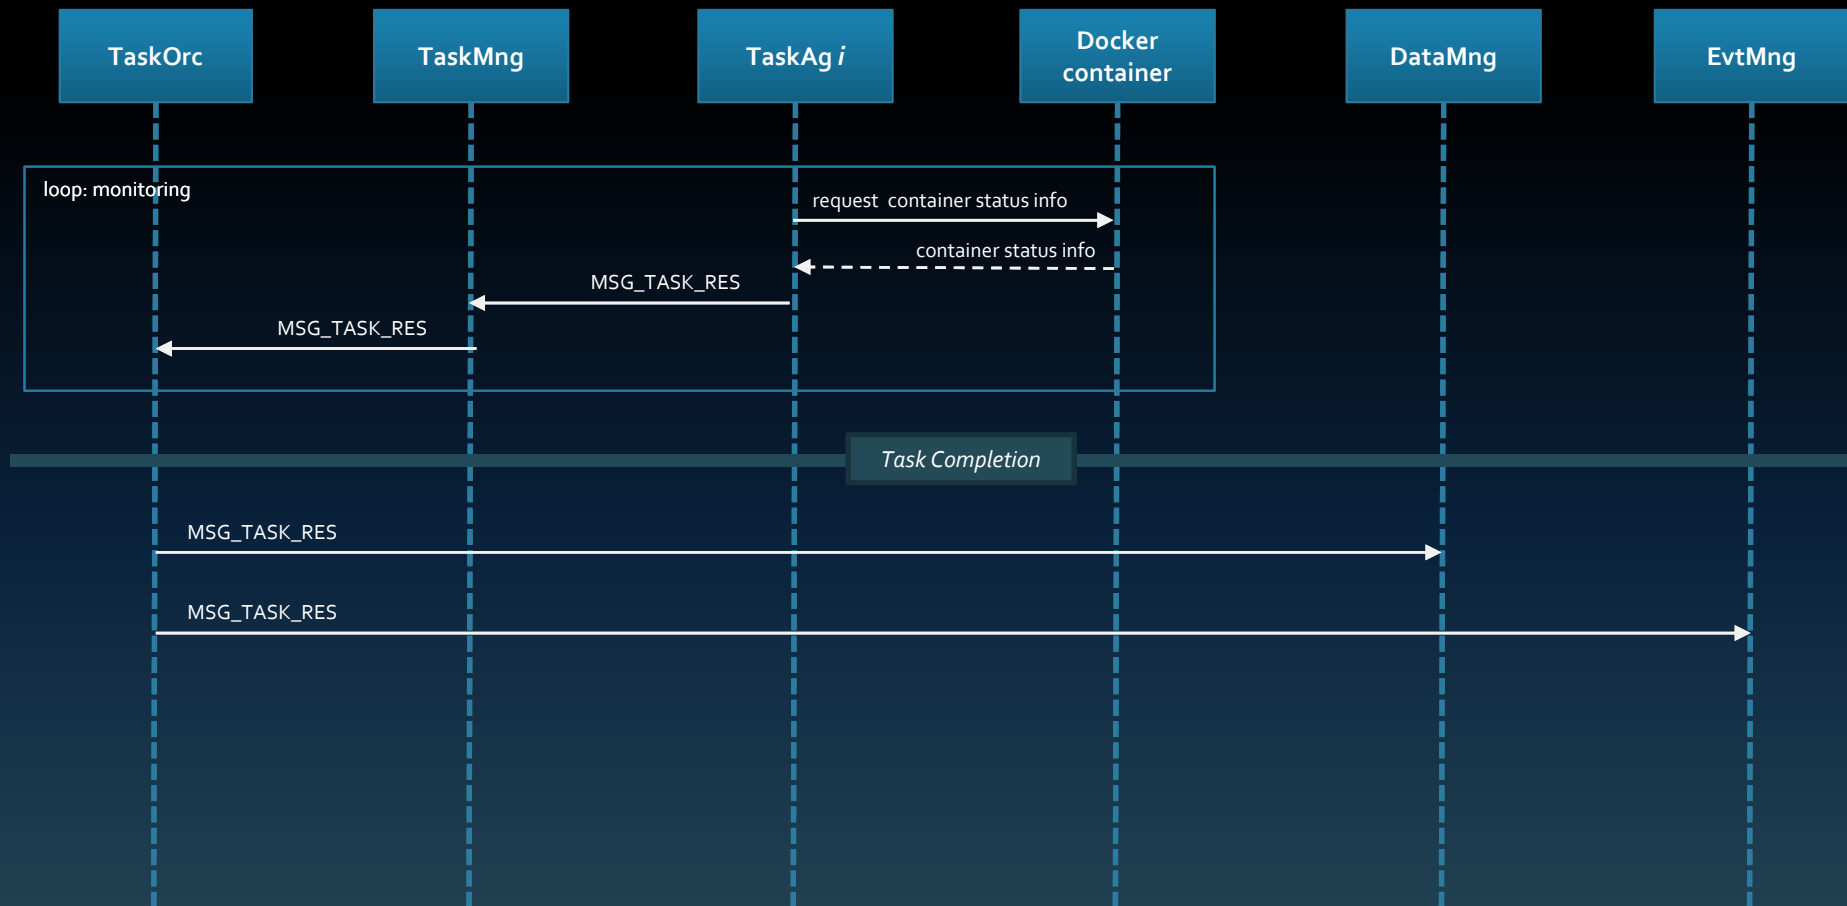 TaskOrc
TaskMng
TaskAg i
Docker
container
DataMng
EvtMng
loop: monitoring
request  container status info
container status info
MSG_TASK_RES
MSG_TASK_RES
Task Completion
MSG_TASK_RES
MSG_TASK_RES